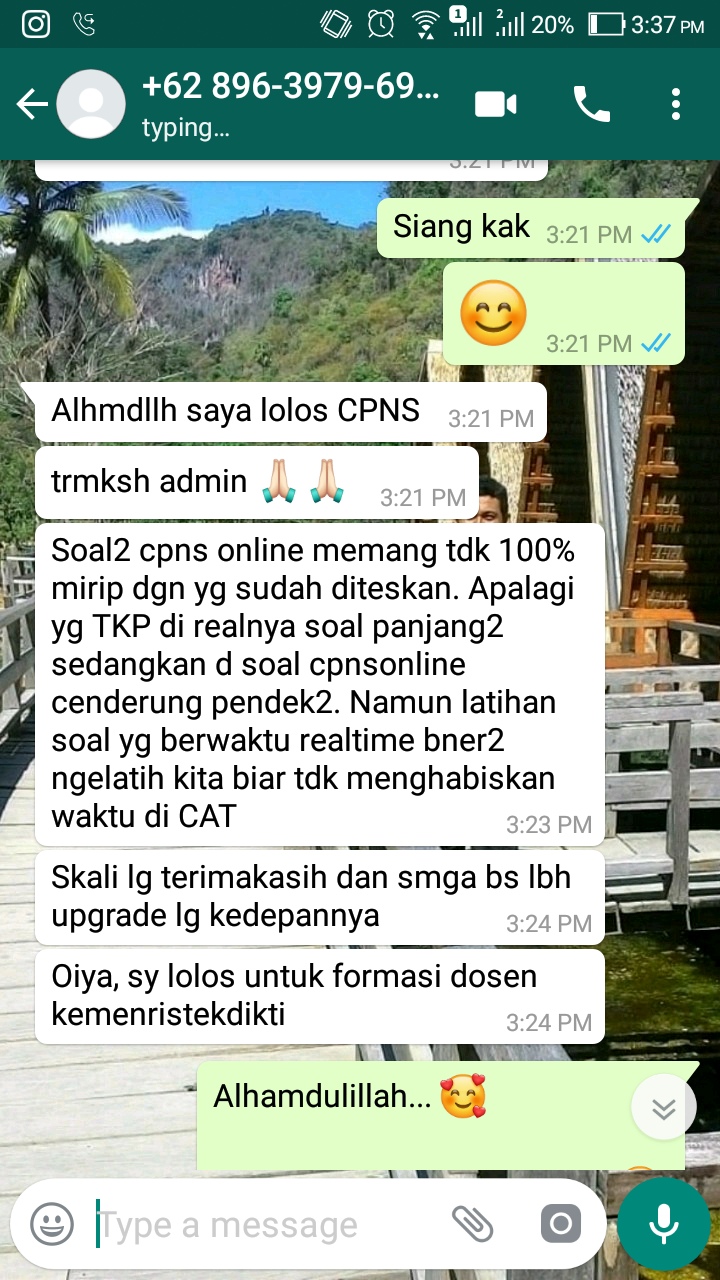 20% 3:37 PM
+62 896-3979-69...
typing...
3:21 PM
Siang kak 3:21 PM
3:21 PM
Alhmdllh saya lolos CPNS 3:21 PM
trmksh admin 🙏🏻 🙏🏻 3:21 PM
Soal2 cpns online memang tdk 100%
mirip dgn yg sudah diteskan. Apalagi
yg TKP di realnya soal panjang2
sedangkan d soal cpnsonline
cenderung pendek2. Namun latihan
soal yg berwaktu realtime bner2
ngelatih kita biar tdk menghabiskan
waktu di CAT 3:23 PM
Skali lg terimakasih dan smga bs lbh
upgrade lg kedepannya 3:24 PM
Oiya, sy lolos untuk formasi dosen
kemenristekdikti 3:24 PM
Alhamdulillah... 🥰
Type a message